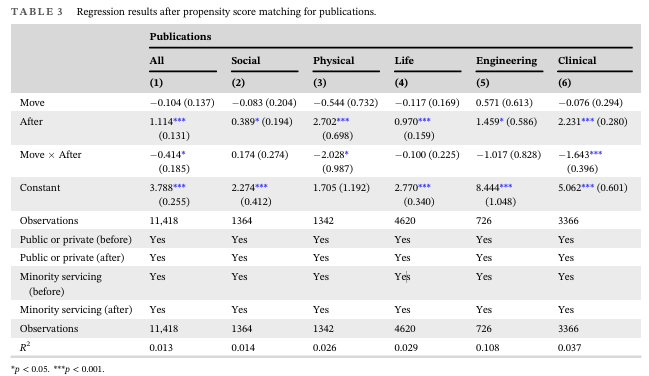 TABLE 3 Regression results after propensity score matching for publications.
Publications
All Social Physical Life Engineering Clinical
(1) (2) (3) (4) (5) (6)
Move −0.104 (0.137) −0.083 (0.204) −0.544 (0.732) −0.117 (0.169) 0.571 (0.613) −0.076 (0.294)
After 1.114*** 0.389* (0.194) 2.702*** 0.970*** 1.459* (0.586) 2.231*** (0.280)
(0.131) (0.698) (0.159)
Move × After −0.414* 0.174 (0.274) −2.028* −0.100 (0.225) −1.017 (0.828) −1.643***
(0.185) (0.987) (0.396)
Constant 3.788*** 2.274*** 1.705 (1.192) 2.770*** 8.444*** 5.062*** (0.601)
(0.255) (0.412) (0.340) (1.048)
Observations 11,418 1364 1342 4620 726 3366
Public or private (before) Yes Yes Yes Yes Yes Yes
Public or private (after) Yes Yes Yes Yes Yes Yes
Minority servicing Yes Yes Yes Yes Yes Yes
(before)
Minority servicing (after) Yes Yes Yes Yes Yes Yes
Observations 11,418 1364 1342 4620 726 3366
R² 0.013 0.014 0.026 0.029 0.108 0.037
*p < 0.05. ***p < 0.001.